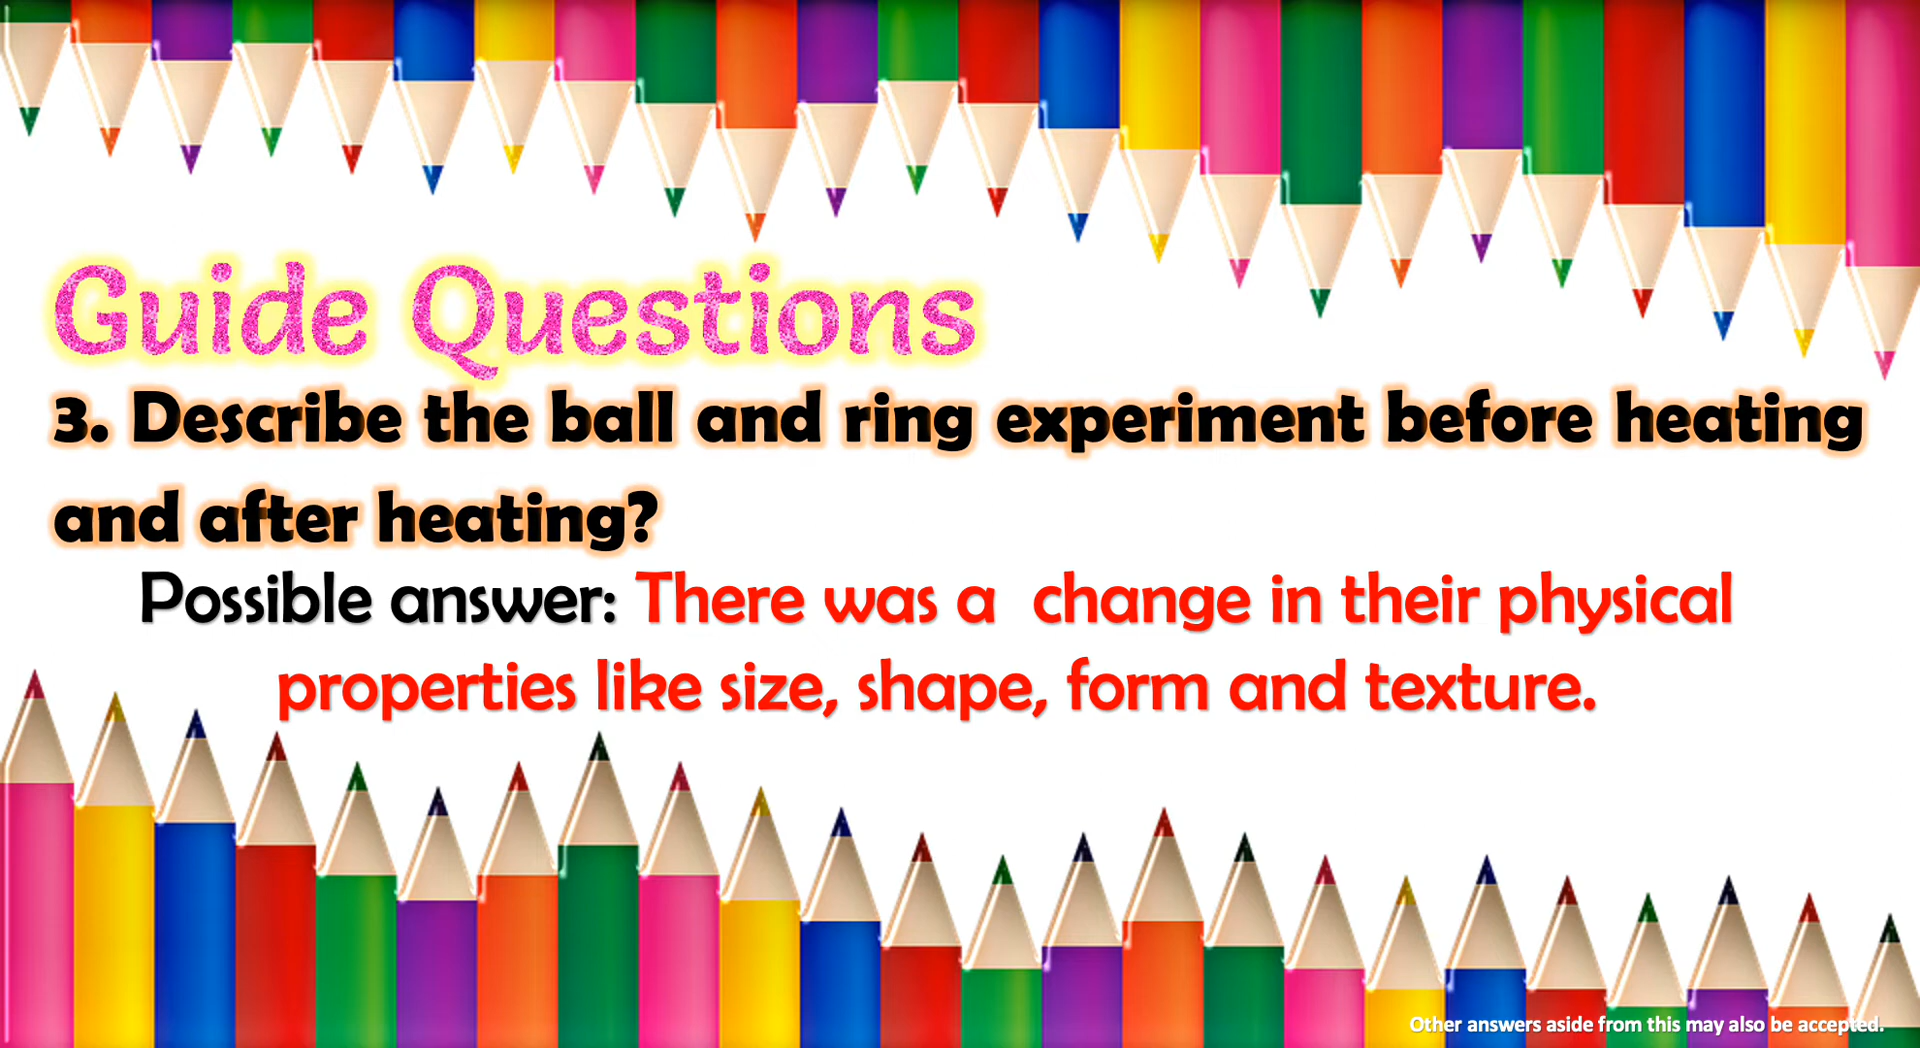 Guide Questions
3. Describe the ball and ring experiment before heating
and after heating?
Possible answer: There was a change in their physical
properties like size, shape, form and texture.
Other answers aside from this may also be accepted.